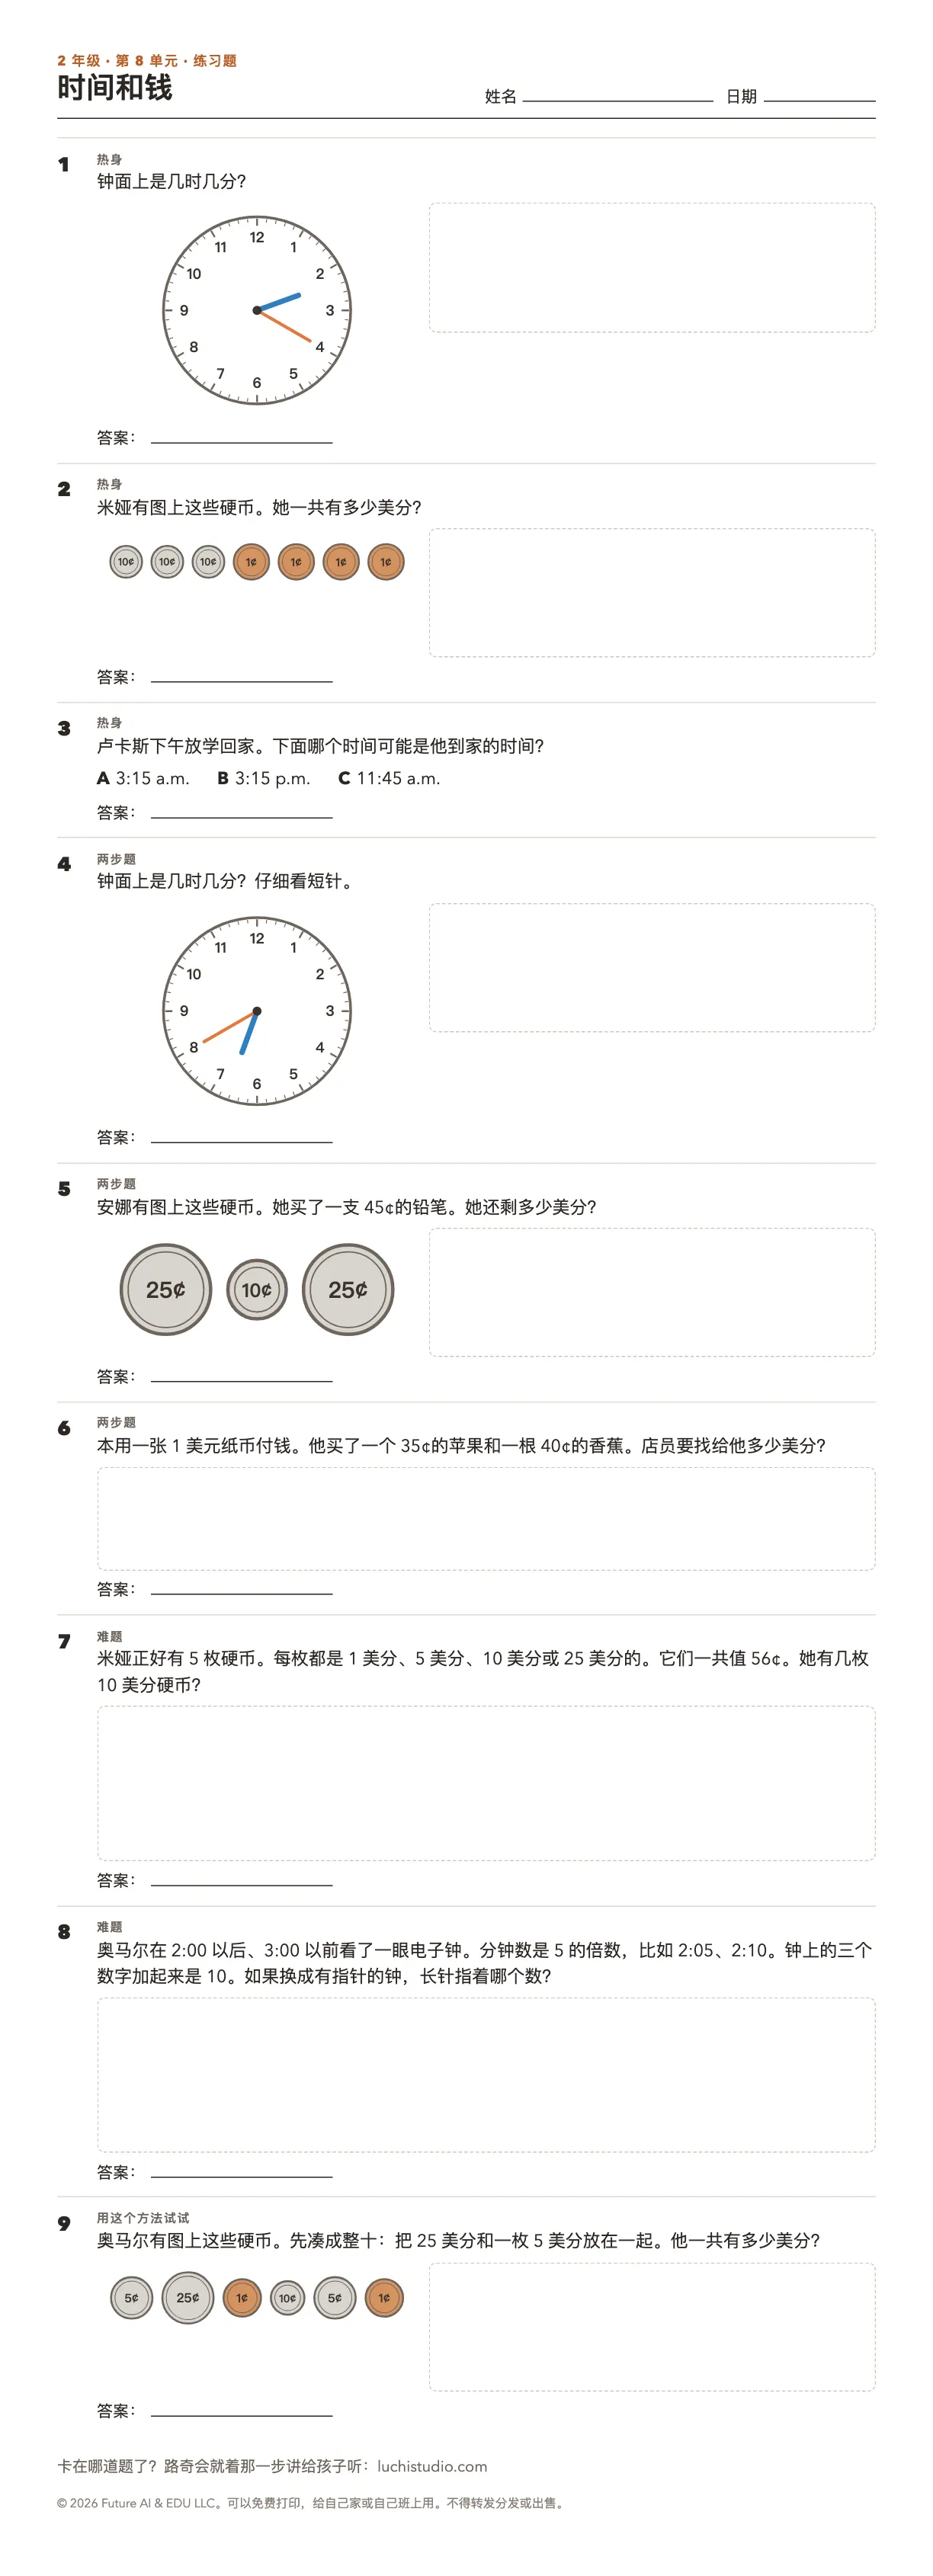 2 年级·第 8 单元·练习题
时间和钱
姓名
日期
1
热身
钟面上是几时几分?
12
11
1
10
2
9
3
8
4
7
5
6
答案：
2
热身
米娅有图上这些硬币。她一共有多少美分?
10¢ 10¢ 10¢ 1¢ 1¢ 1¢ 1¢
答案：
3
热身
卢卡斯下午放学回家。下面哪个时间可能是他到家的时间?
A 3:15 a.m. B 3:15 p.m. C 11:45 a.m.
答案：
4
两步题
钟面上是几时几分? 仔细看短针。
12
11
1
10
2
9
3
8
4
7
5
6
答案：
5
两步题
安娜有图上这些硬币。她买了一支 45¢的铅笔。她还剩多少美分?
25¢ 10¢ 25¢
答案：
6
两步题
本用一张 1 美元纸币付钱。他买了一个 35¢的苹果和一根 40¢的香蕉。店员要找给他多少美分?
答案：
7
难题
米娅正好有 5 枚硬币。每枚都是 1 美分、5 美分、10 美分或 25 美分的。它们一共值 56¢。她有几枚
10 美分硬币?
答案：
8
难题
奥马尔在 2:00 以后、3:00 以前看了一眼电子钟。分钟数是 5 的倍数，比如 2:05、2:10。钟上的三个
数字加起来是 10。如果换成有指针的钟，长针指着哪个数?
答案：
9
用这个方法试试
奥马尔有图上这些硬币。先凑成整十：把 25 美分和一枚 5 美分放在一起。他一共有多少美分?
5¢ 25¢ 1¢ 10¢ 5¢ 1¢
答案：
卡在哪道题了? 路奇会就着那一步讲给孩子听：luchistudio.com
© 2026 Future AI & EDU LLC。可以免费打印，给自己家或自己班上用。不得转发分发或出售。